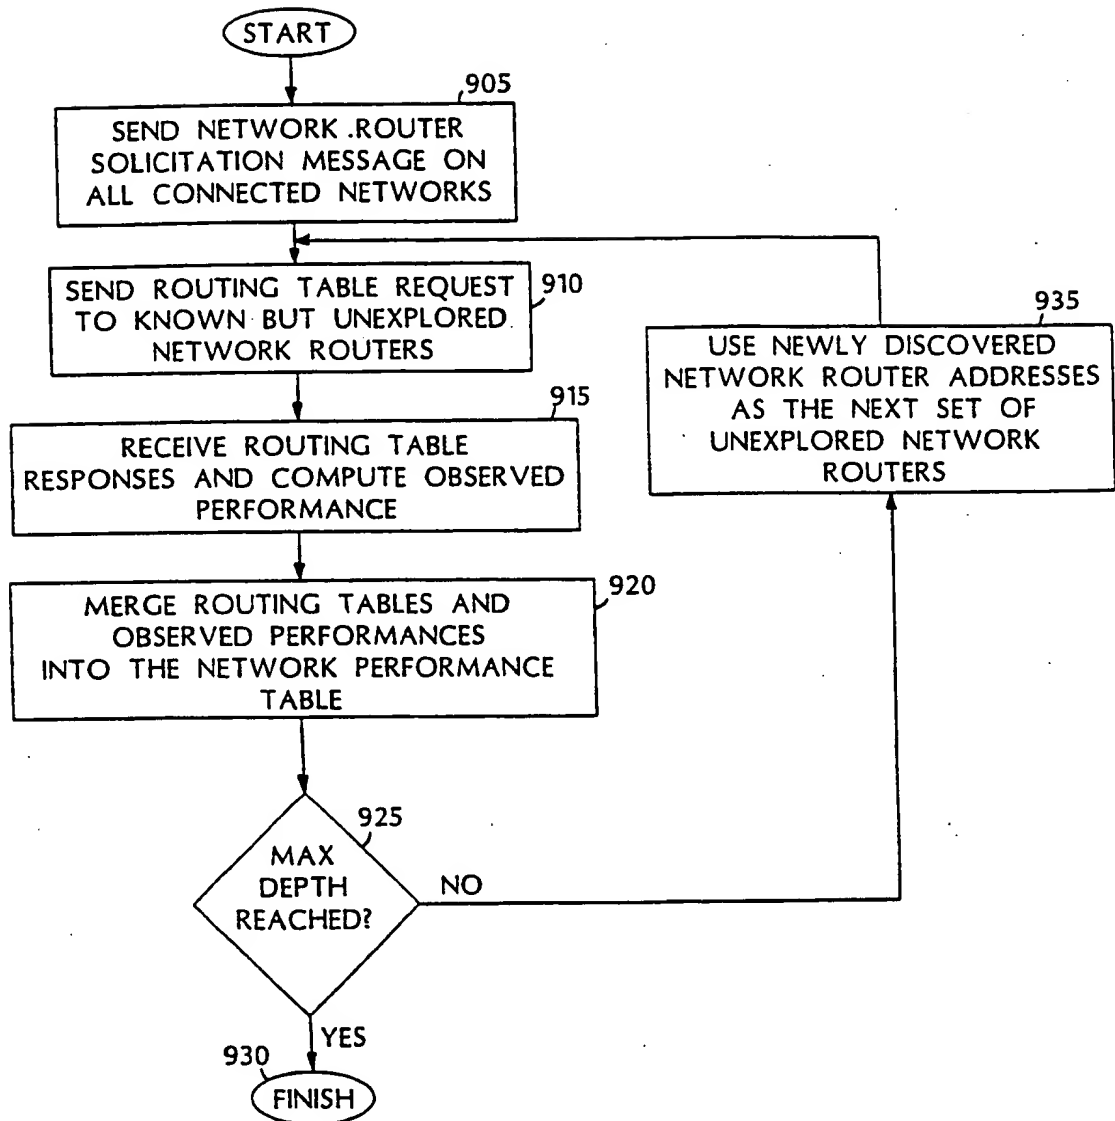 START
905
SEND NETWORK .ROUTER
SOLICITATION MESSAGE ON
ALL CONNECTED NETWORKS
SEND ROUTING TABLE REQUEST
TO KNOWN BUT UNEXPLORED
NETWORK ROUTERS
910
915
RECEIVE ROUTING TABLE
RESPONSES AND COMPUTE OBSERVED
PERFORMANCE
920
MERGE ROUTING TABLES AND
OBSERVED PERFORMANCES
INTO THE NETWORK PERFORMANCE
TABLE
925
MAX
DEPTH
REACHED?
NO
YES
930
FINISH
935
USE NEWLY DISCOVERED
NETWORK ROUTER ADDRESSES
AS THE NEXT SET OF
UNEXPLORED NETWORK
ROUTERS